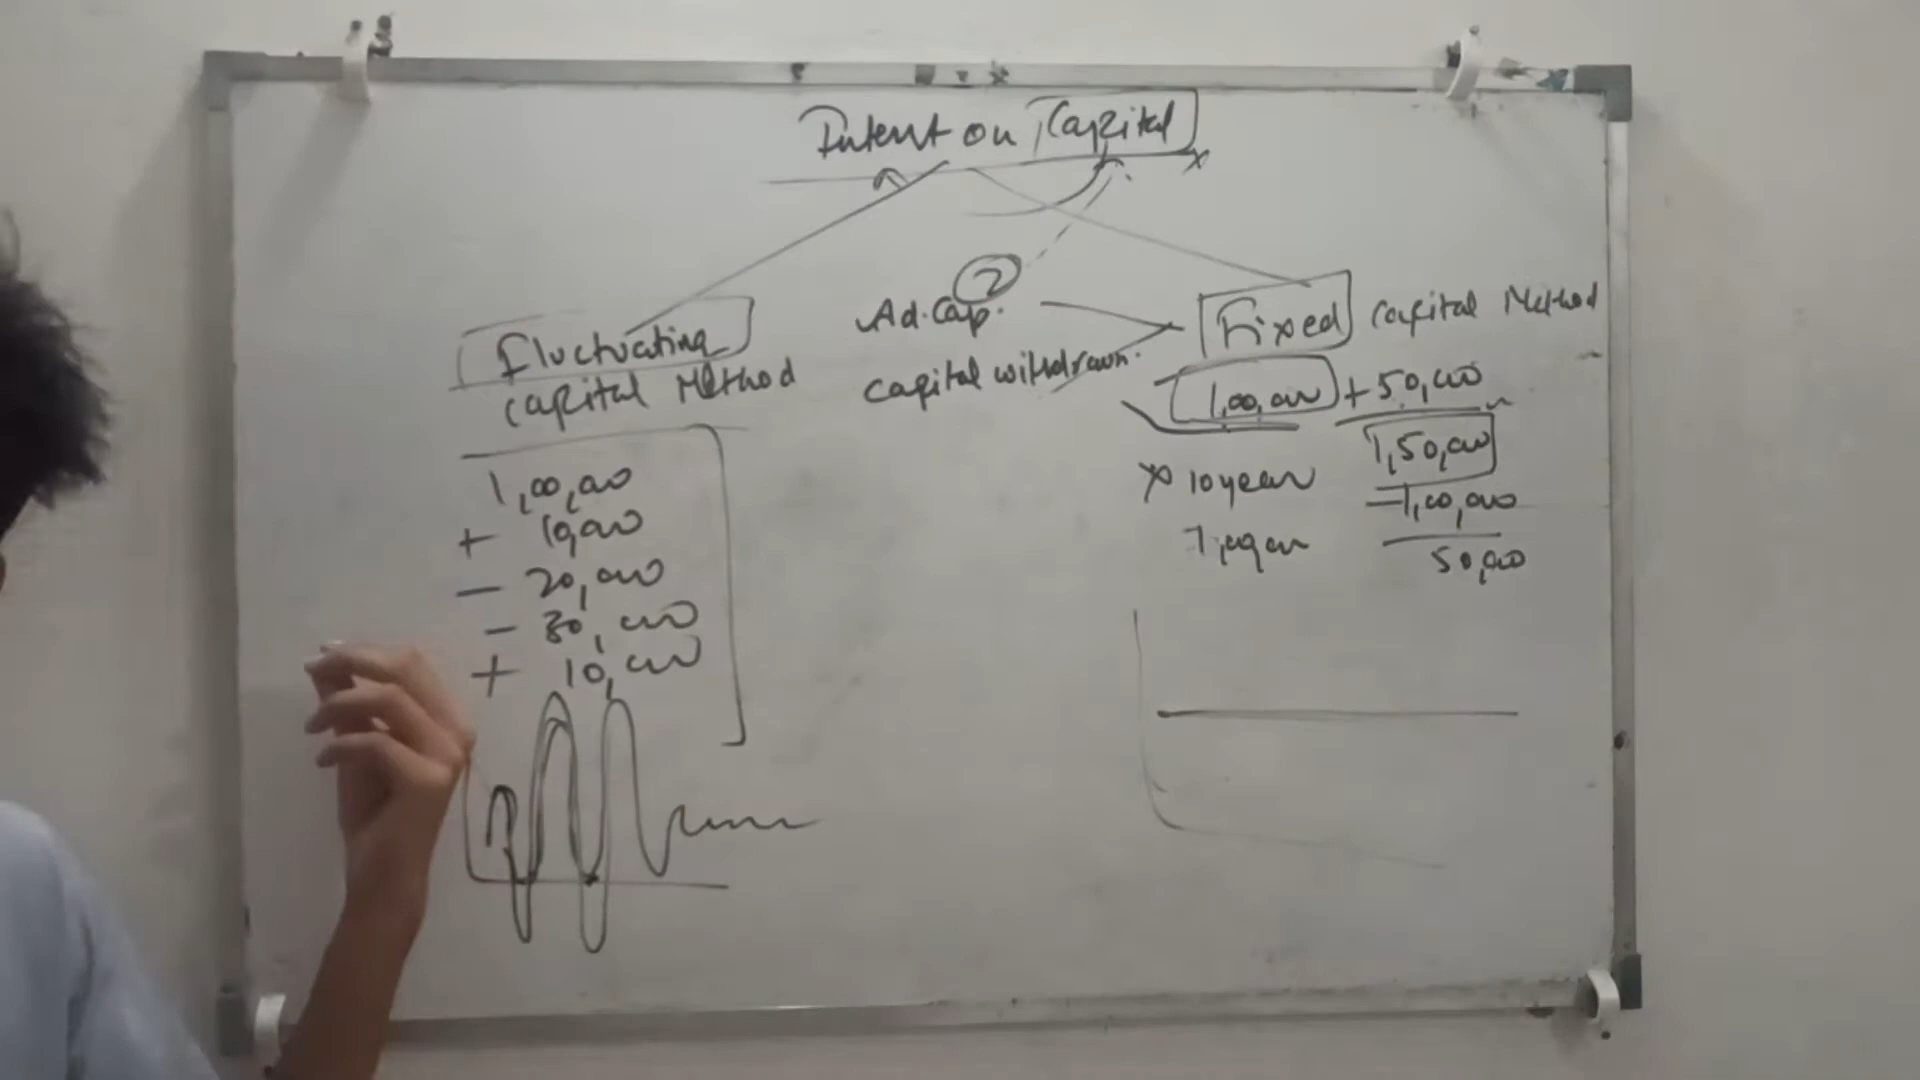 Interest on Capital
Fluctuating
Capital Method
1,00,000
+ 10,000
- 20,000
- 30,000
+ 10,000
2
Ad. Cap.
Capital withdrawn.
Fixed Capital Method
1,00,000 + 50,000
1,50,000
- 1,00,000
50,000
10 year